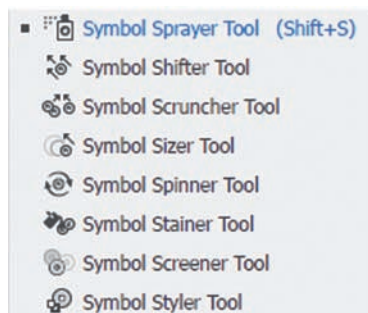 Symbol Sprayer Tool (Shift+S)
Symbol Shifter Tool
Symbol Scruncher Tool
Symbol Sizer Tool
Symbol Spinner Tool
Symbol Stainer Tool
Symbol Screener Tool
Symbol Styler Tool